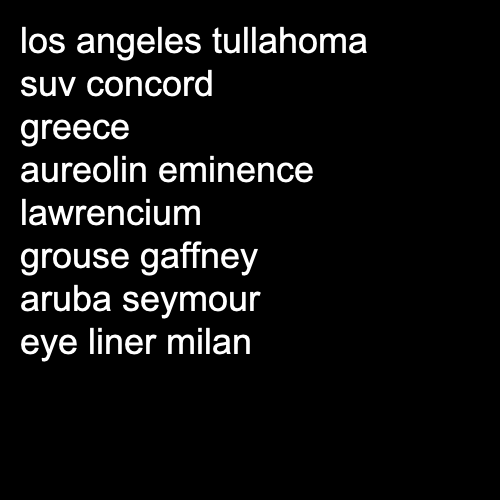 los angeles tullahoma
suv concord
greece
aureolin eminence
lawrencium
grouse gaffney
aruba seymour
eye liner milan